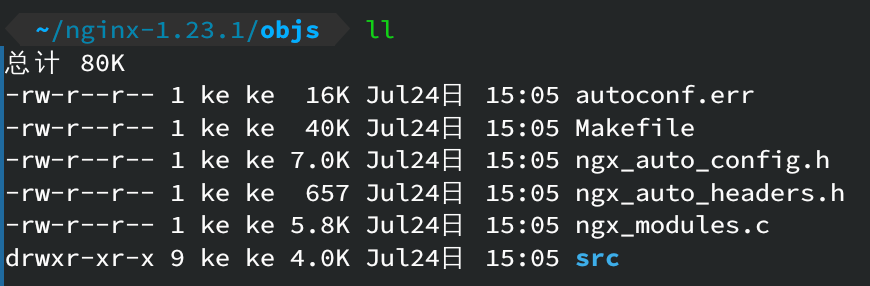 ~/nginx-1.23.1/objs ll
总计 80K
-rw-r--r-- 1 ke ke  16K Jul24日 15:05 autoconf.err
-rw-r--r-- 1 ke ke  40K Jul24日 15:05 Makefile
-rw-r--r-- 1 ke ke 7.0K Jul24日 15:05 ngx_auto_config.h
-rw-r--r-- 1 ke ke  657 Jul24日 15:05 ngx_auto_headers.h
-rw-r--r-- 1 ke ke 5.8K Jul24日 15:05 ngx_modules.c
drwxr-xr-x 9 ke ke 4.0K Jul24日 15:05 src